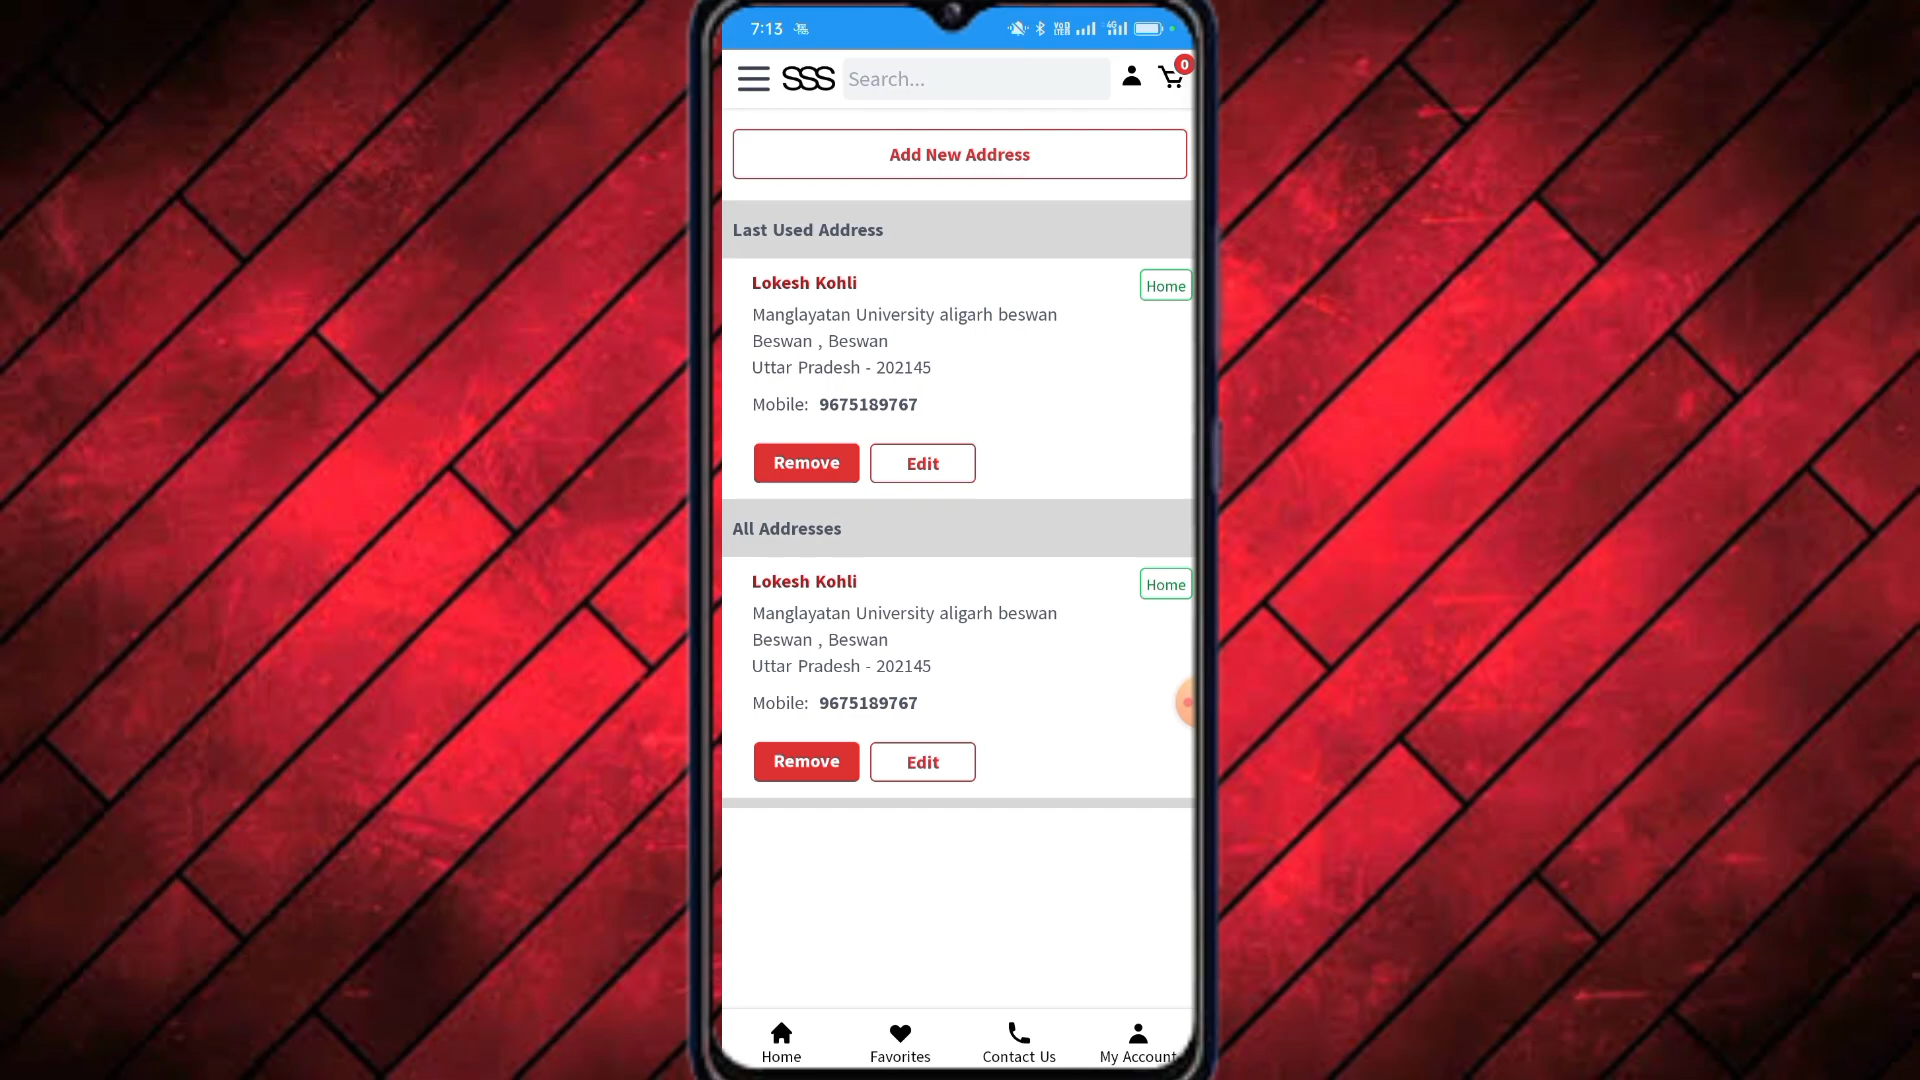 7:13
SSS
Search...
0
Add New Address
Last Used Address
Lokesh Kohli
Home
Manglayatan University aligarh beswan
Beswan , Beswan
Uttar Pradesh - 202145
Mobile: 9675189767
Remove
Edit
All Addresses
Lokesh Kohli
Home
Manglayatan University aligarh beswan
Beswan , Beswan
Uttar Pradesh - 202145
Mobile: 9675189767
Remove
Edit
Home
Favorites
Contact Us
My Account